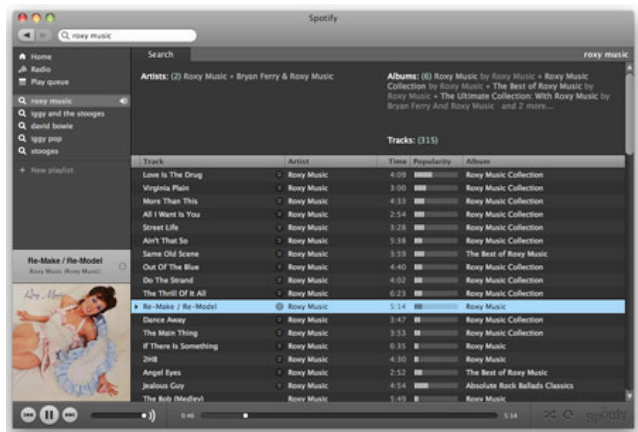 Spotify
roxy music
Home
Radio
Play queue
roxy music
iggy and the stooges
david bowie
iggy pop
stooges
New playlist
Search
roxy music
Artists: (2) Roxy Music • Bryan Ferry & Roxy Music
Albums: (6) Roxy Music by Roxy Music • Roxy Music
Collection by Roxy Music • The Best of Roxy Music by
Roxy Music • The Ultimate Collection: With Roxy Music by
Bryan Ferry And Roxy Music and 2 more...
Tracks: (315)
Track Artist Time Popularity Album
Love Is The Drug Roxy Music 4:09 Roxy Music Collection
Virginia Plain Roxy Music 3:00 Roxy Music Collection
More Than This Roxy Music 4:33 Roxy Music Collection
All I Want Is You Roxy Music 2:54 Roxy Music Collection
Street Life Roxy Music 3:28 Roxy Music Collection
Ain't That So Roxy Music 5:38 Roxy Music Collection
Same Old Scene Roxy Music 3:59 The Best of Roxy Music
Out Of The Blue Roxy Music 4:40 Roxy Music Collection
Do The Strand Roxy Music 4:02 Roxy Music Collection
The Thrill Of It All Roxy Music 6:23 Roxy Music Collection
Re-Make / Re-Model Roxy Music 5:14 Roxy Music
Dance Away Roxy Music 3:47 Roxy Music Collection
The Main Thing Roxy Music 3:53 Roxy Music Collection
If There Is Something Roxy Music 6:35 Roxy Music
2HB Roxy Music 4:30 Roxy Music
Angel Eyes Roxy Music 2:52 The Best of Roxy Music
Jealous Guy Roxy Music 4:54 Absolute Rock Ballads Classics
The Bob (Medley) Roxy Music 5:49 Roxy Music
Re-Make / Re-Model
Roxy Music (Roxy Music)
Roxy Music
0:46
5:14
Spotify